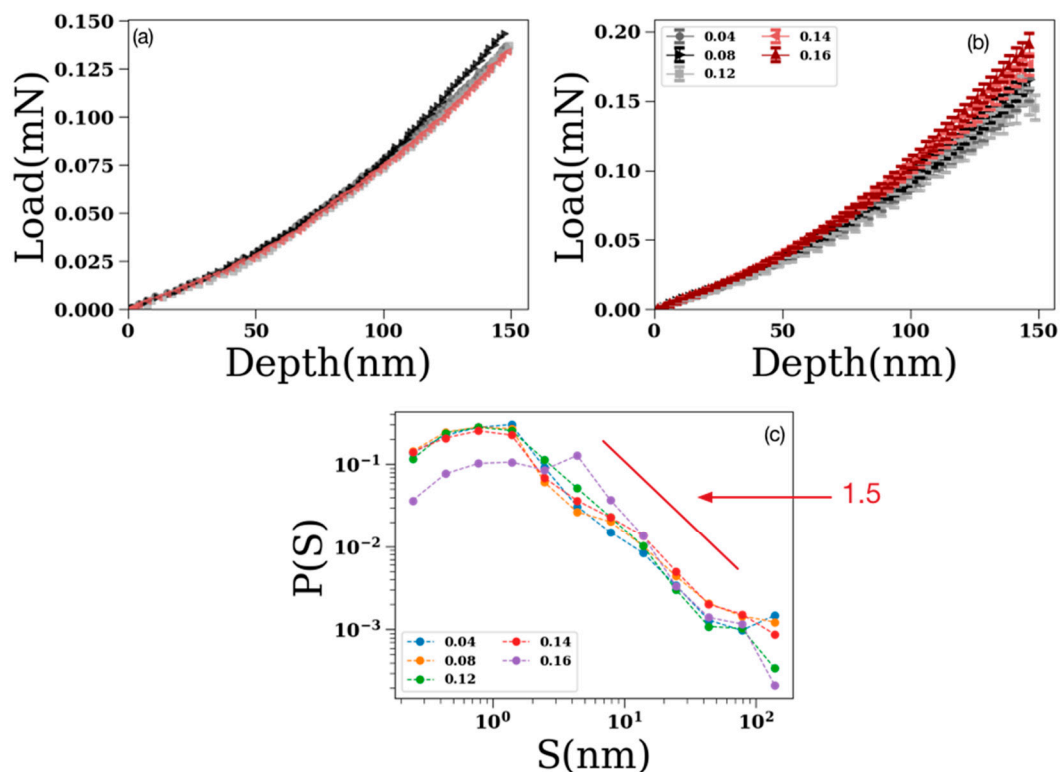 (a)
0.150
0.125
0.100
0.075
0.050
0.025
0.000
Load(mN)
0 50 100 150
Depth(nm)
(b)
0.04 0.14
0.08 0.16
0.12
0.20
0.15
0.10
0.05
0.00
Load(mN)
0 50 100 150
Depth(nm)
(c)
1.5
10⁻¹
10⁻²
10⁻³
P(S)
0.04 0.14
0.08 0.16
0.12
10⁰ 10¹ 10²
S(nm)